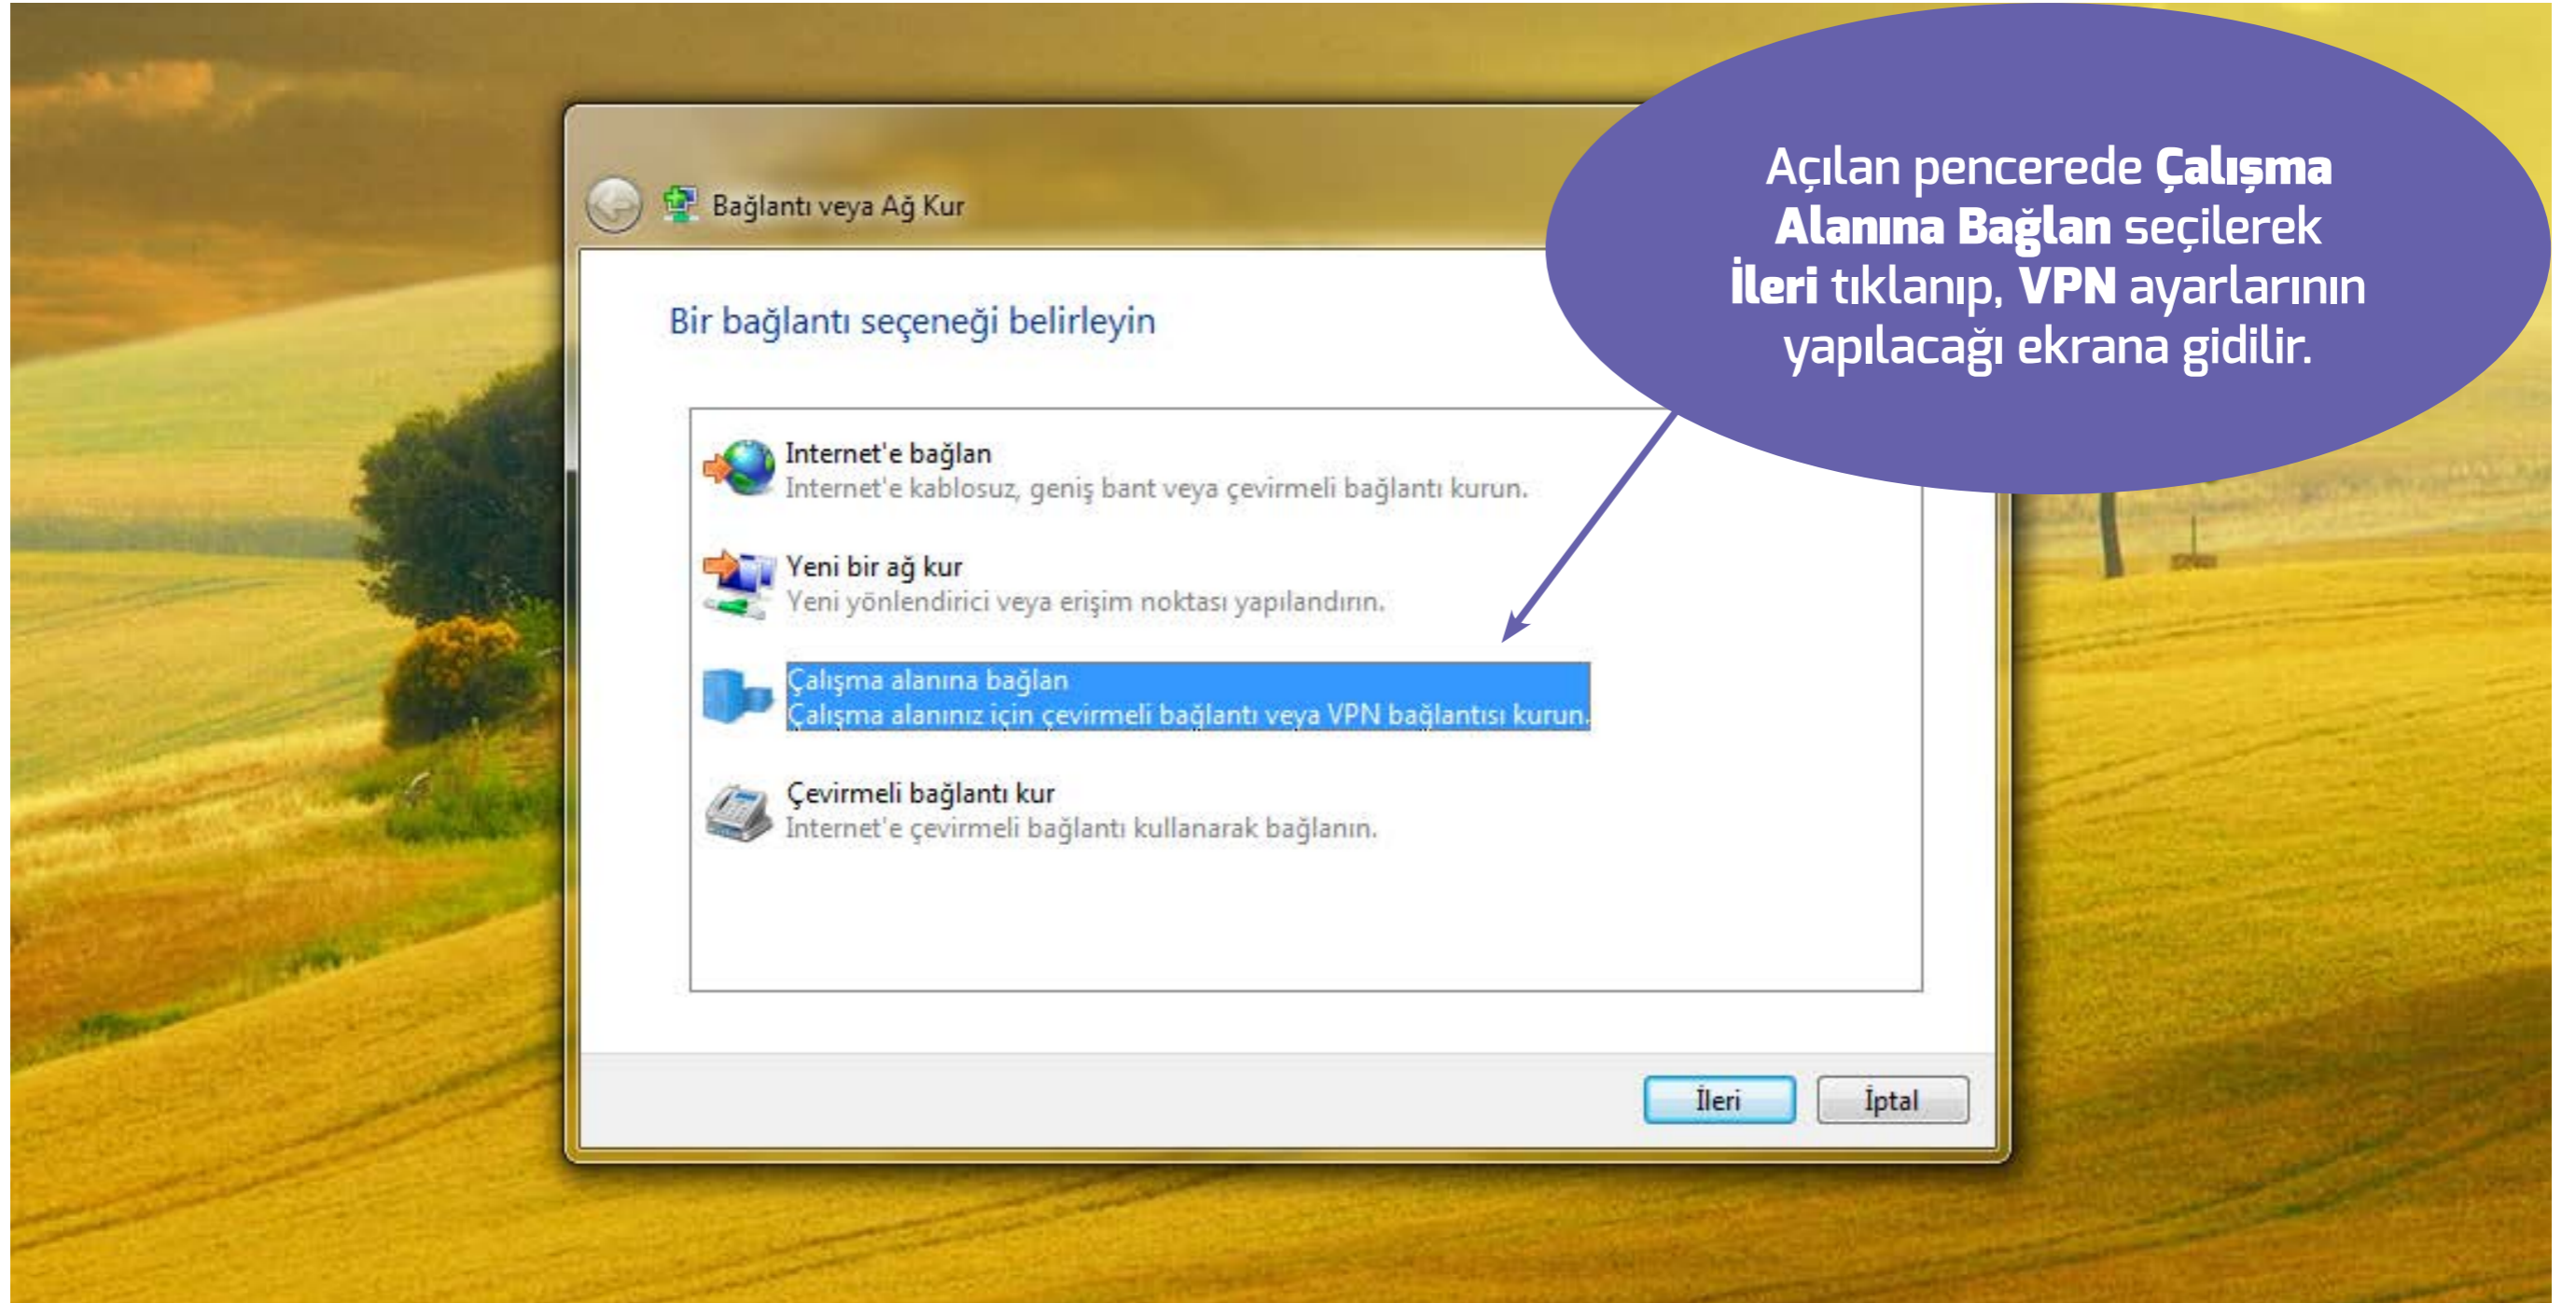 Açılan pencerede Çalışma
Alanına Bağlan seçilerek
İleri tıklanıp, VPN ayarlarının
yapılacağı ekrana gidilir.
Bağlantı veya Ağ Kur
Bir bağlantı seçeneği belirleyin
Internet'e bağlan
Internet'e kablosuz, geniş bant veya çevirmeli bağlantı kurun.
Yeni bir ağ kur
Yeni yönlendirici veya erişim noktası yapılandırın.
Çalışma alanına bağlan
Çalışma alanınız için çevirmeli bağlantı veya VPN bağlantısı kurun.
Çevirmeli bağlantı kur
Internet'e çevirmeli bağlantı kullanarak bağlanın.
İleri
İptal